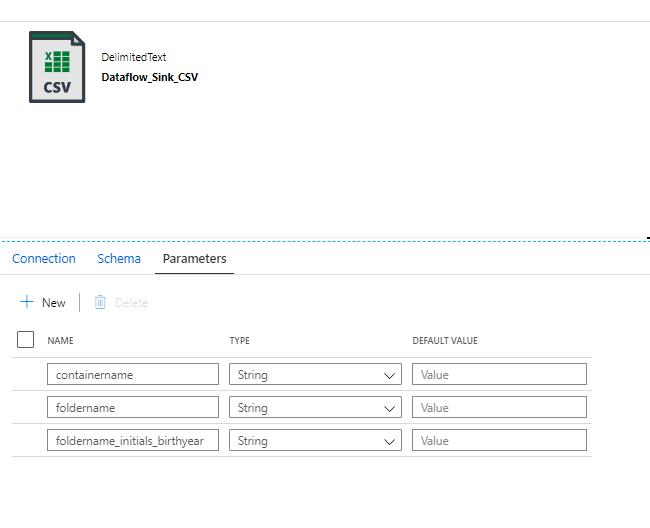 DelimitedText
Dataflow_Sink_CSV
X
CSV
Connection Schema Parameters
+ New Delete
NAME TYPE DEFAULT VALUE
containername String Value
foldername String Value
foldername_initials_birthyear String Value